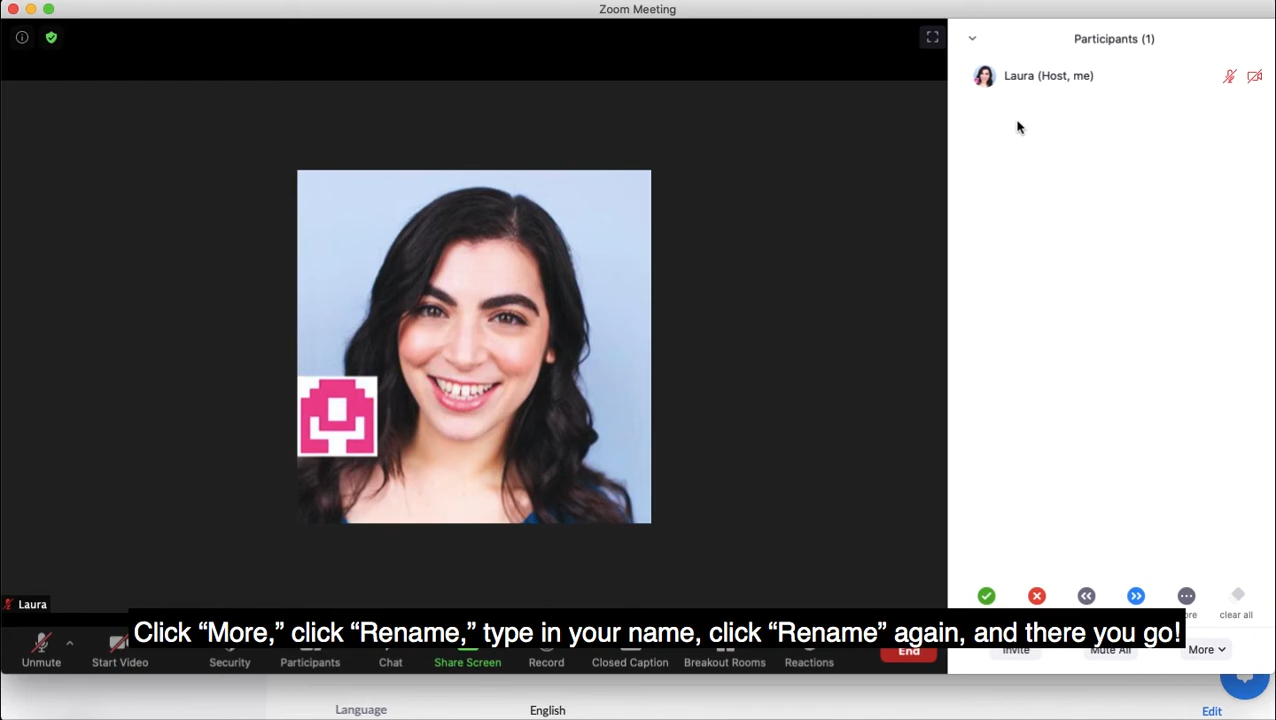 Zoom Meeting
Participants (1)
Laura (Host, me)
Laura
clear all
Click “More,” click “Rename,” type in your name, click “Rename” again, and there you go!
Unmute
Start Video
Security
Participants
Chat
Share Screen
Record
Closed Caption
Breakout Rooms
Reactions
End
Invite
Mute All
More
Language
English
Edit